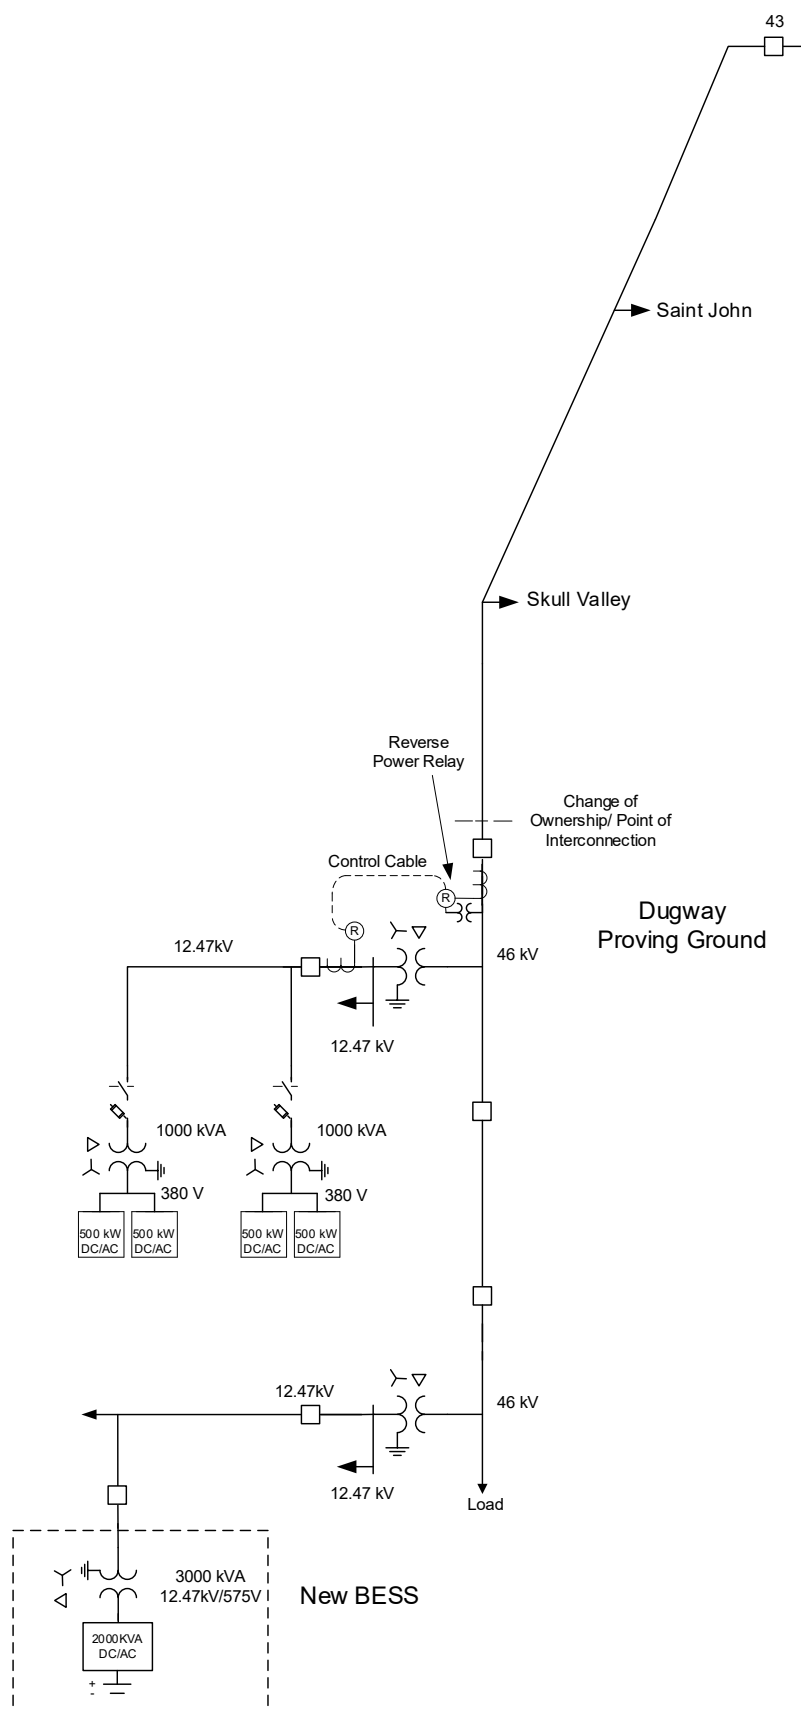 43
Saint John
Skull Valley
Reverse
Power Relay
Change of
Ownership/ Point of
Interconnection
Control Cable
R
R
Dugway
Proving Ground
12.47kV
46 kV
12.47 kV
1000 kVA
1000 kVA
380 V
380 V
500 kW
DC/AC
500 kW
DC/AC
500 kW
DC/AC
500 kW
DC/AC
12.47kV
46 kV
12.47 kV
Load
3000 kVA
12.47kV/575V
New BESS
2000KVA
DC/AC
+
-